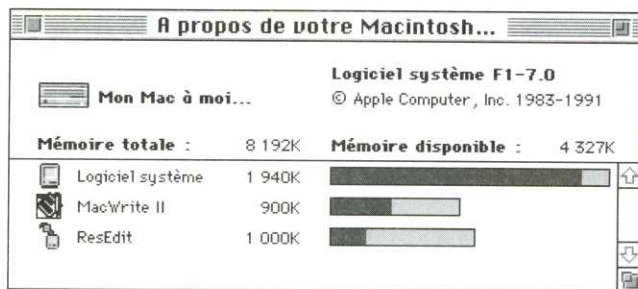 A propos de votre Macintosh...
Logiciel système F1-7.0
Mon Mac à moi...
© Apple Computer, Inc. 1983-1991
Mémoire totale : 8 192K Mémoire disponible : 4 327K
Logiciel système 1 940K
MacWrite II 900K
ResEdit 1 000K